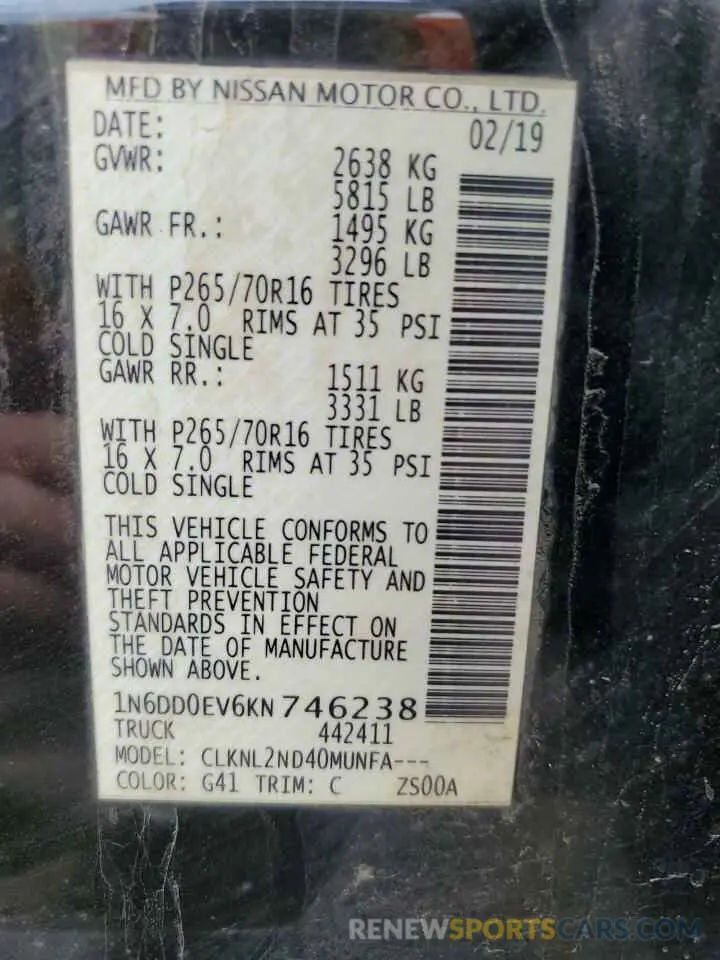 MFD BY NISSAN MOTOR CO., LTD.
DATE: 02/19
GVWR: 2638 KG
5815 LB
GAWR FR.: 1495 KG
3296 LB
WITH P265/70R16 TIRES
16 X 7.0 RIMS AT 35 PSI
COLD SINGLE
GAWR RR.: 1511 KG
3331 LB
WITH P265/70R16 TIRES
16 X 7.0 RIMS AT 35 PSI
COLD SINGLE
THIS VEHICLE CONFORMS TO
ALL APPLICABLE FEDERAL
MOTOR VEHICLE SAFETY AND
THEFT PREVENTION
STANDARDS IN EFFECT ON
THE DATE OF MANUFACTURE
SHOWN ABOVE.
1N6DD0EV6KN746238
TRUCK 442411
MODEL: CLKNL2ND40MUNFA---
COLOR: G41 TRIM: C ZS00A
RENEWSPORTSCARS.COM